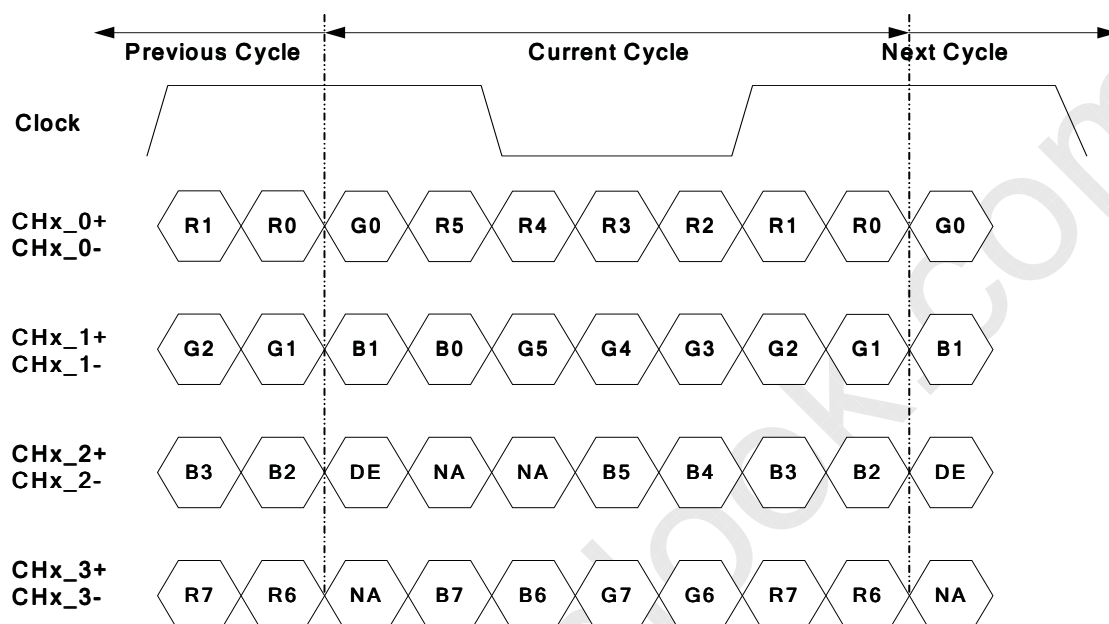 Previous Cycle Current Cycle Next Cycle
Clock
CHx_0+
CHx_0-
R1 R0 G0 R5 R4 R3 R2 R1 R0 G0
CHx_1+
CHx_1-
G2 G1 B1 B0 G5 G4 G3 G2 G1 B1
CHx_2+
CHx_2-
B3 B2 DE NA NA B5 B4 B3 B2 DE
CHx_3+
CHx_3-
R7 R6 NA B7 B6 G7 G6 R7 R6 NA
look.com